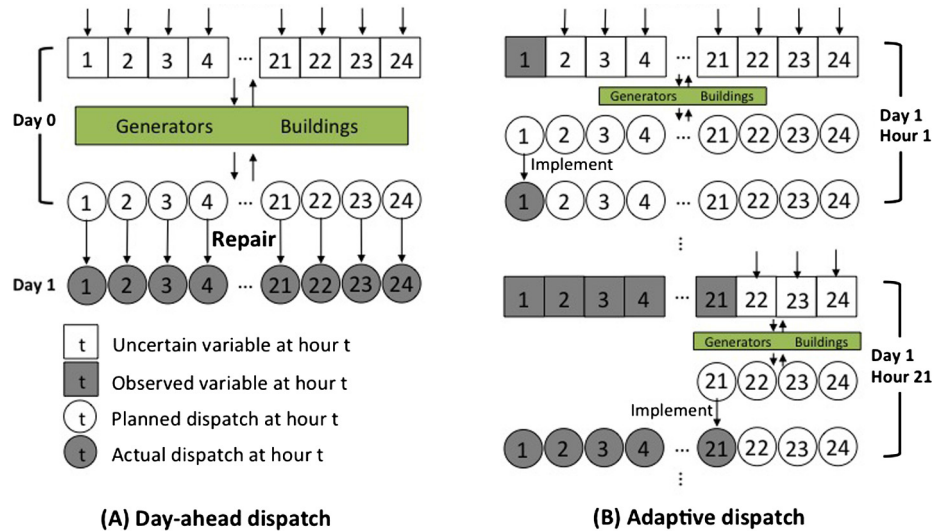 1 2 3 4 ... 21 22 23 24
Day 0
Generators Buildings
1 2 3 4 ... 21 22 23 24
Repair
Day 1
1 2 3 4 ... 21 22 23 24
t Uncertain variable at hour t
t Observed variable at hour t
t Planned dispatch at hour t
t Actual dispatch at hour t
(A) Day-ahead dispatch
1 2 3 4 ... 21 22 23 24
Generators Buildings
Day 1
Hour 1
1 2 3 4 ... 21 22 23 24
Implement
1 2 3 4 ... 21 22 23 24
...
1 2 3 4 ... 21 22 23 24
Generators Buildings
Day 1
Hour 21
21 22 23 24
Implement
1 2 3 4 ... 21 22 23 24
...
(B) Adaptive dispatch